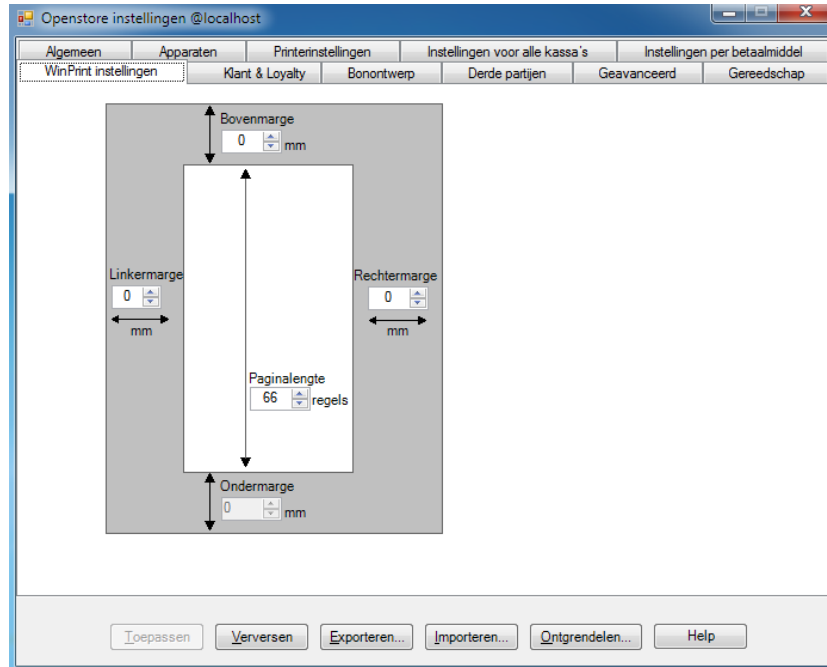 Openstore instellingen @localhost
Algemeen Apparaten Printerinstellingen Instellingen voor alle kassa's Instellingen per betaalmiddel
WinPrint instellingen Klant & Loyalty Bonontwerp Derde partijen Geavanceerd Gereedschap
Bovenmarge
0 mm
Linkermarge Rechtermarge
0 0
mm mm
Paginalengte
66 regels
Ondermarge
0 mm
Toepassen Verversen Exporteren... Importeren... Ontgrendelen... Help